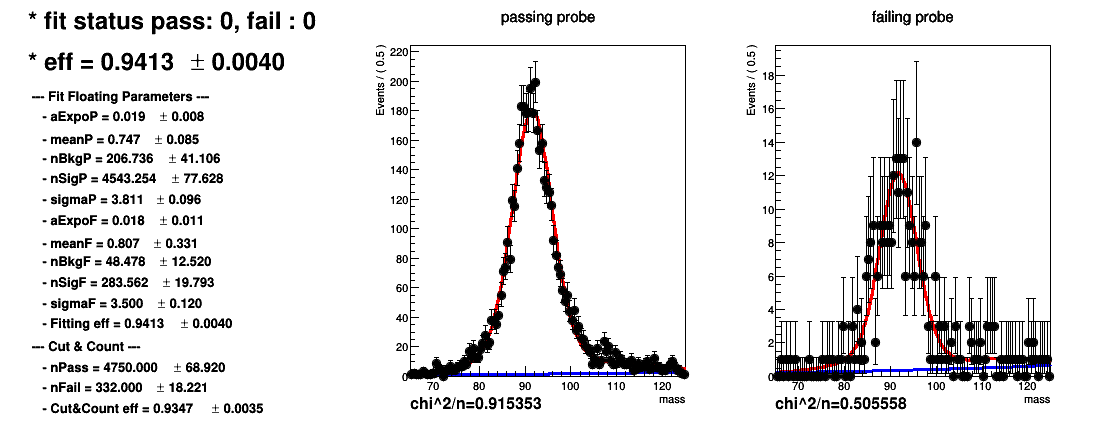 * fit status pass: 0, fail : 0
* eff = 0.9413 ± 0.0040
--- Fit Floating Parameters ---
- aExpoP = 0.019 ± 0.008
- meanP = 0.747 ± 0.085
- nBkgP = 206.736 ± 41.106
- nSigP = 4543.254 ± 77.628
- sigmaP = 3.811 ± 0.096
- aExpoF = 0.018 ± 0.011
- meanF = 0.807 ± 0.331
- nBkgF = 48.478 ± 12.520
- nSigF = 283.562 ± 19.793
- sigmaF = 3.500 ± 0.120
- Fitting eff = 0.9413 ± 0.0040
--- Cut & Count ---
- nPass = 4750.000 ± 68.920
- nFail = 332.000 ± 18.221
- Cut&Count eff = 0.9347 ± 0.0035
passing probe
Events / ( 0.5 )
220
200
180
160
140
120
100
80
60
40
20
0
70 80 90 100 110 120
mass
chi^2/n=0.915353
failing probe
Events / ( 0.5 )
18
16
14
12
10
8
6
4
2
0
70 80 90 100 110 120
mass
chi^2/n=0.505558